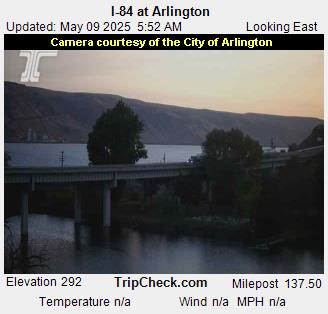 I-84 at Arlington
Updated: May 09 2025 5:52 AM Looking East
Camera courtesy of the City of Arlington
Elevation 292 TripCheck.com Milepost 137.50
Temperature n/a Wind n/a MPH n/a